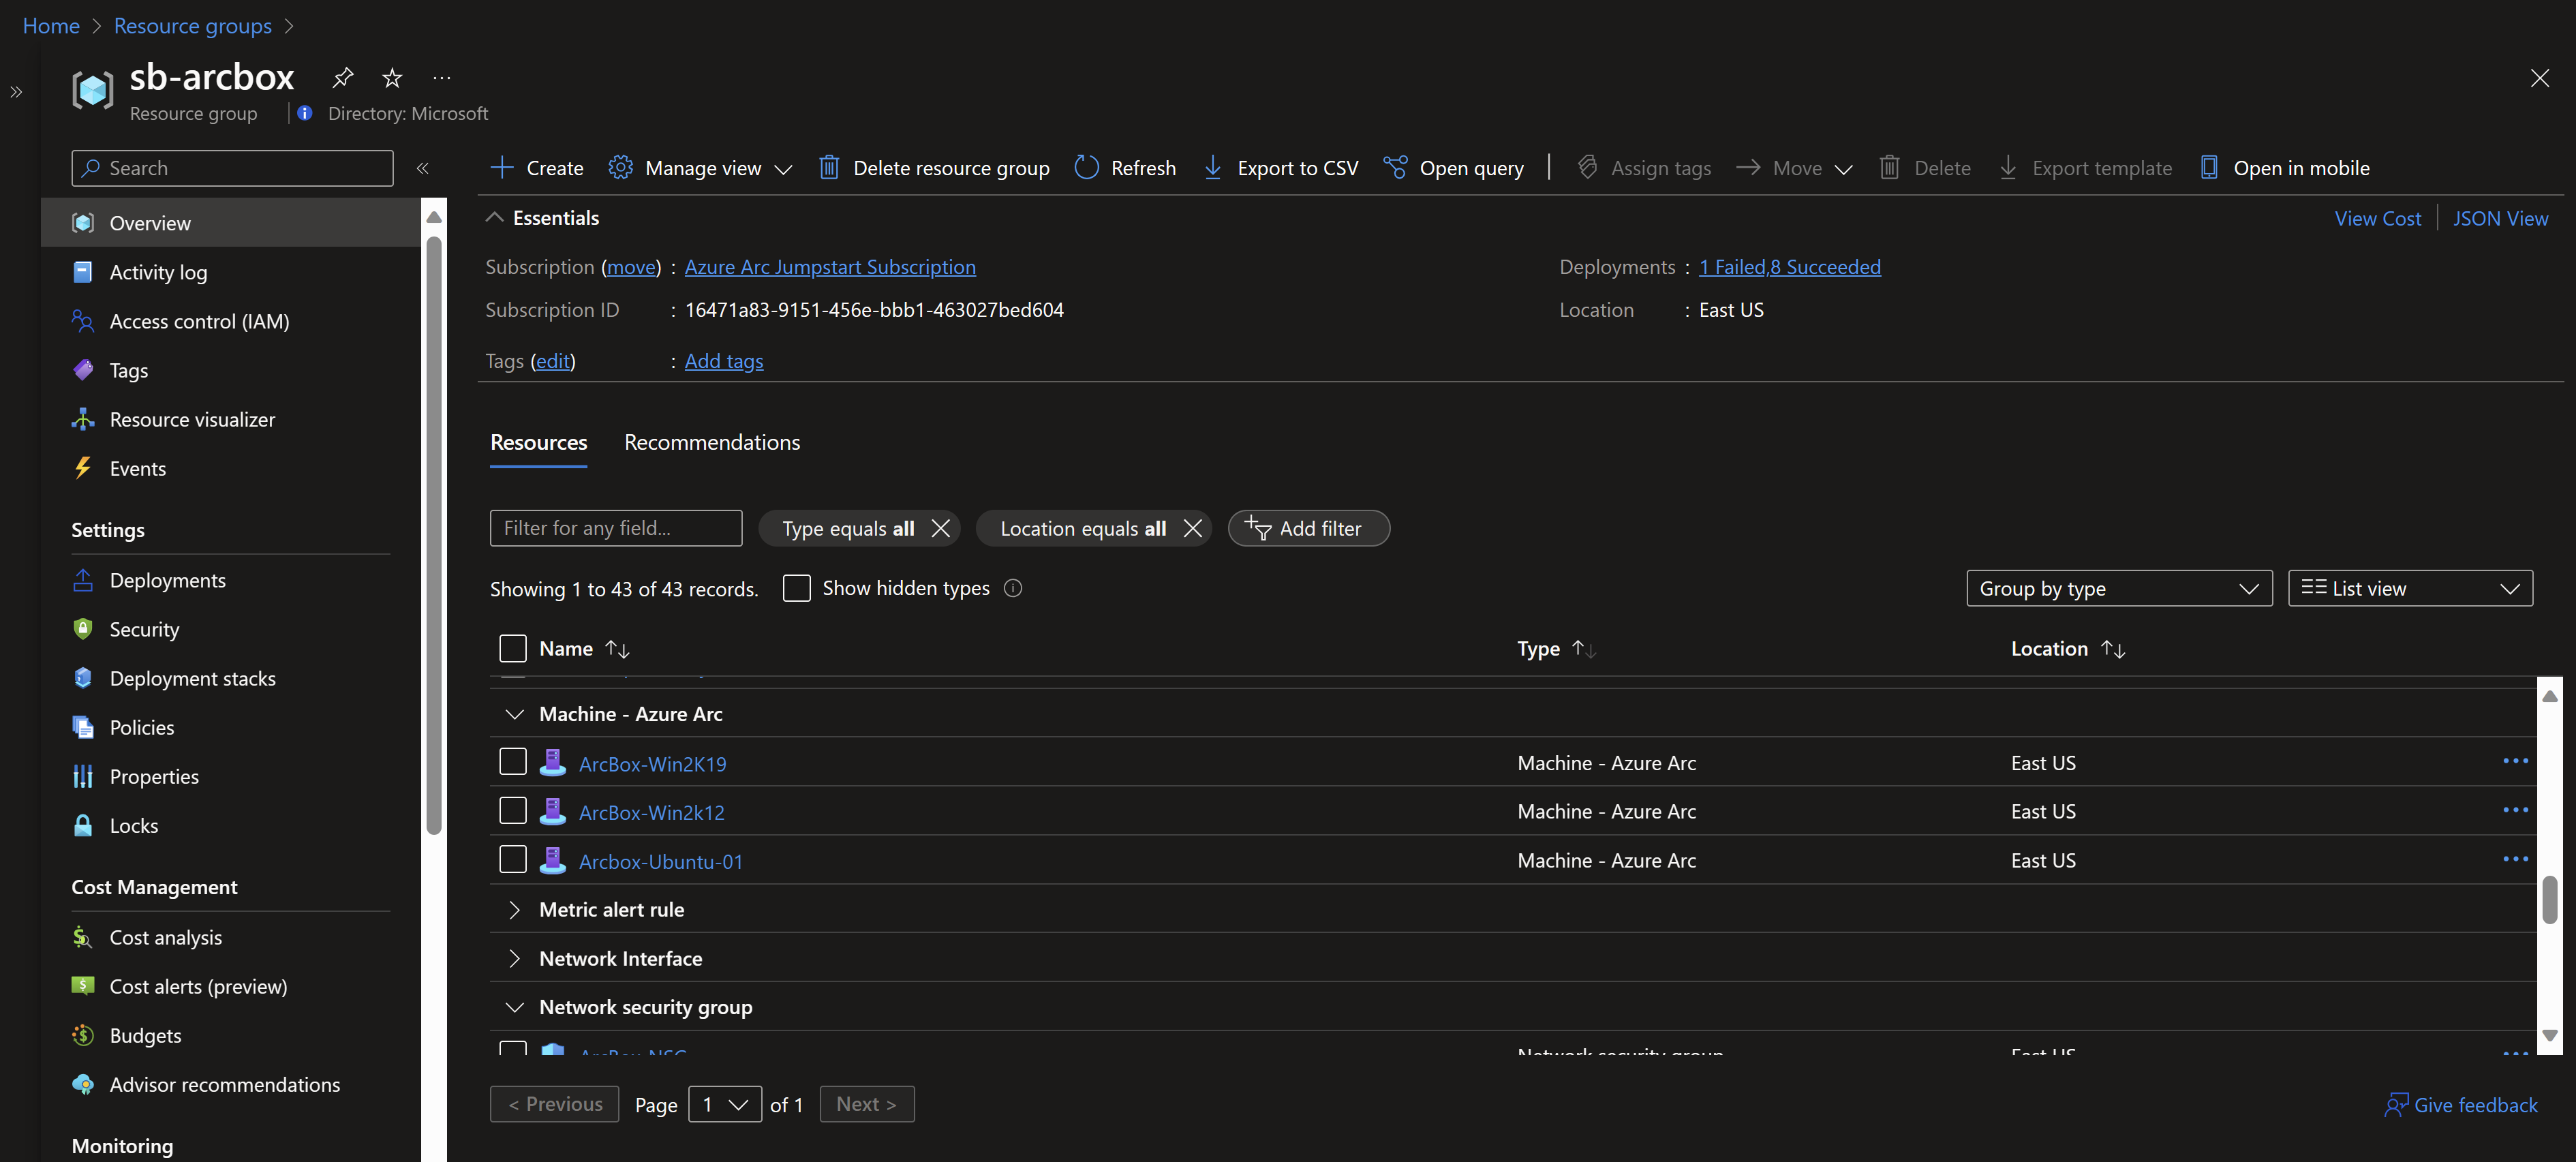 Home > Resource groups >
sb-arcbox
Resource group | Directory: Microsoft
Search
Overview
Activity log
Access control (IAM)
Tags
Resource visualizer
Events
Settings
Deployments
Security
Deployment stacks
Policies
Properties
Locks
Cost Management
Cost analysis
Cost alerts (preview)
Budgets
Advisor recommendations
Monitoring
Create Manage view Delete resource group Refresh Export to CSV Open query Assign tags Move Delete Export template Open in mobile
Essentials
View Cost | JSON View
Subscription (move) : Azure Arc Jumpstart Subscription
Deployments : 1 Failed,8 Succeeded
Subscription ID : 16471a83-9151-456e-bbb1-463027bed604
Location : East US
Tags (edit) : Add tags
Resources Recommendations
Filter for any field... Type equals all Location equals all Add filter
Showing 1 to 43 of 43 records. Show hidden types Group by type List view
Name Type Location
Machine - Azure Arc
ArcBox-Win2K19 Machine - Azure Arc East US
ArcBox-Win2k12 Machine - Azure Arc East US
Arcbox-Ubuntu-01 Machine - Azure Arc East US
Metric alert rule
Network Interface
Network security group
ArcBox-NSG Network security group East US
< Previous Page 1 of 1 Next >
Give feedback